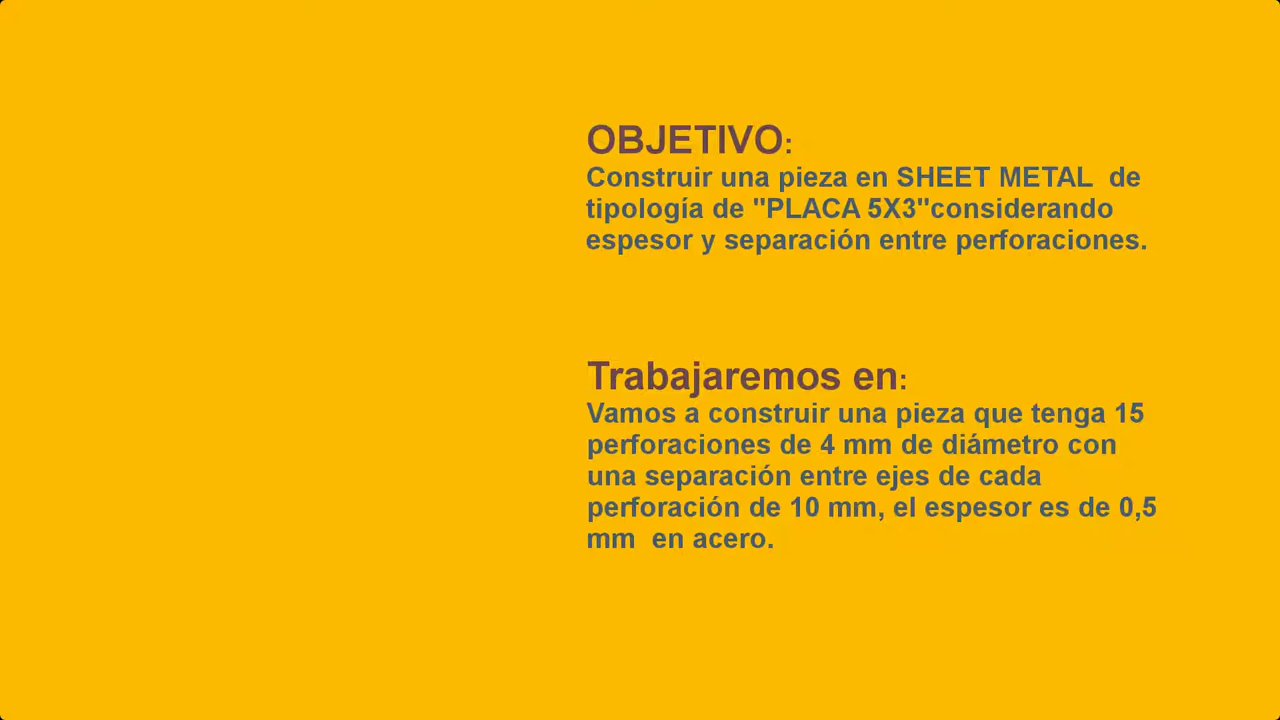 OBJETIVO:
Construir una pieza en SHEET METAL  de
tipología de "PLACA 5X3"considerando
espesor y separación entre perforaciones.
Trabajaremos en:
Vamos a construir una pieza que tenga 15
perforaciones de 4 mm de diámetro con
una separación entre ejes de cada
perforación de 10 mm, el espesor es de 0,5
mm  en acero.